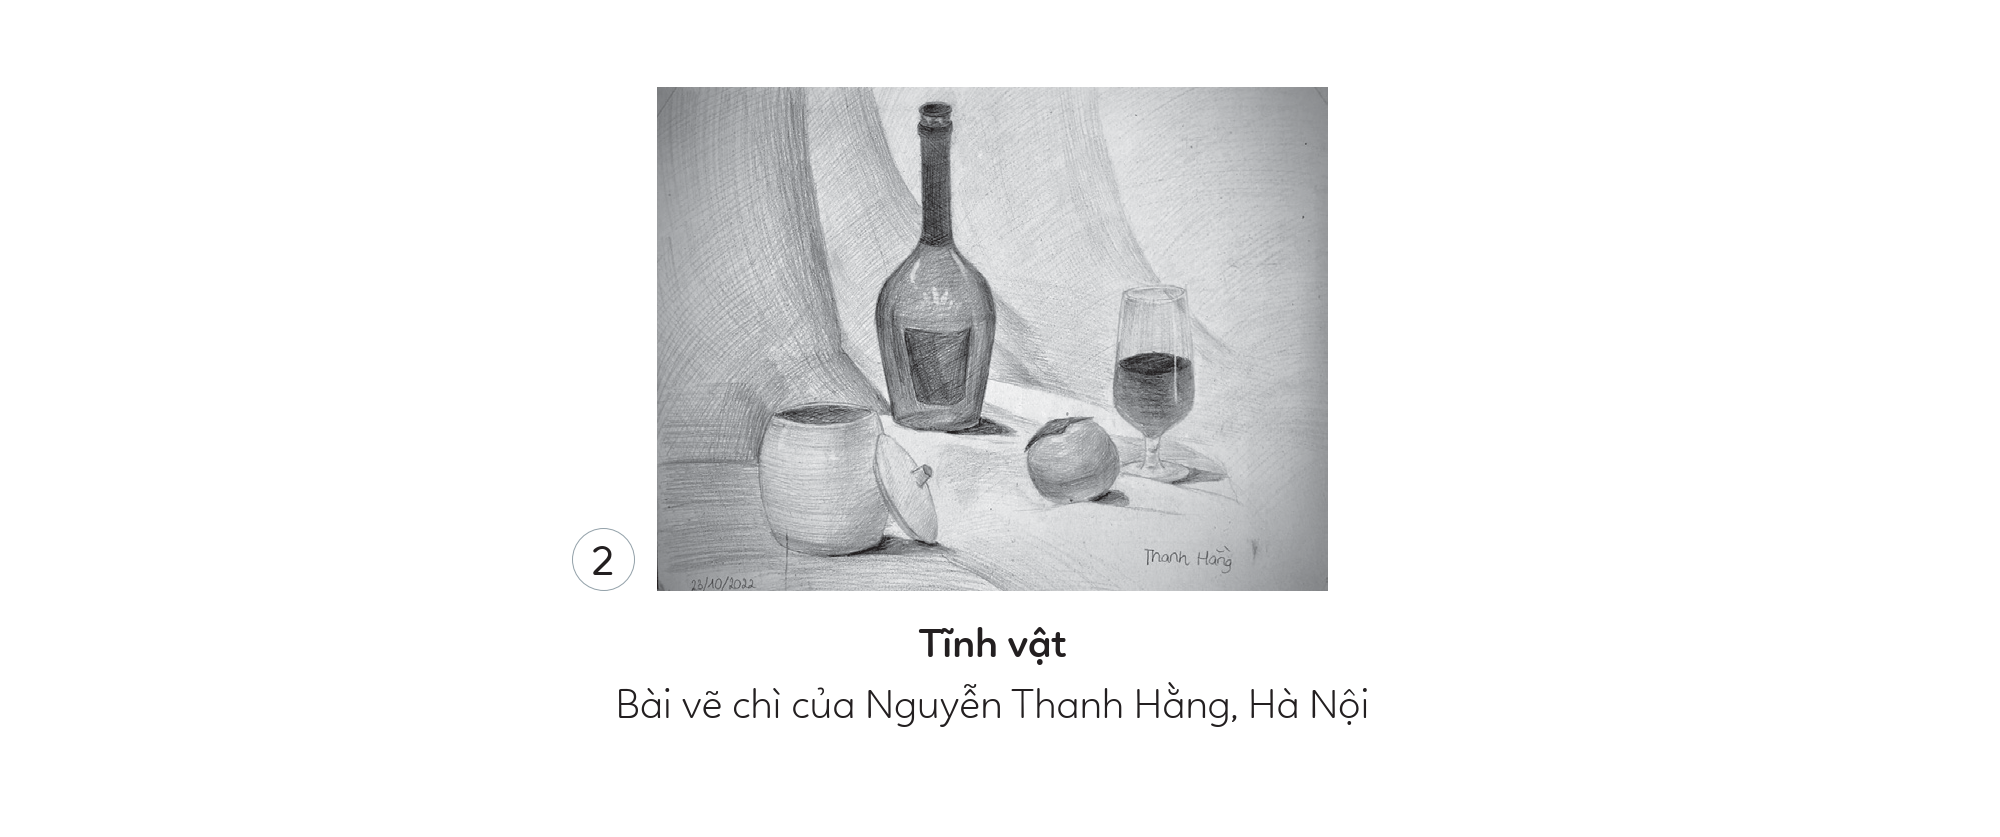 Thanh Hằng
23/10/2022
2
Tĩnh vật
Bài vẽ chì của Nguyễn Thanh Hằng, Hà Nội